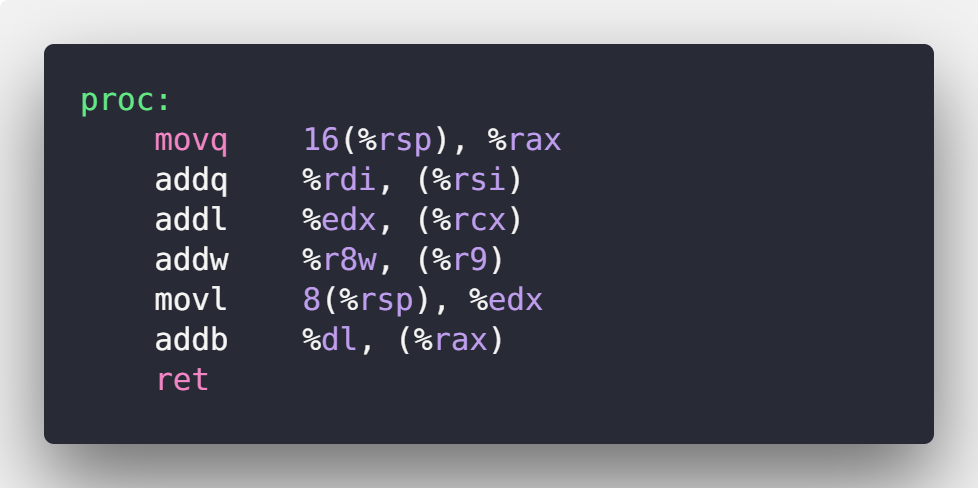 proc:
    movq    16(%rsp), %rax
    addq    %rdi, (%rsi)
    addl    %edx, (%rcx)
    addw    %r8w, (%r9)
    movl    8(%rsp), %edx
    addb    %dl, (%rax)
    ret